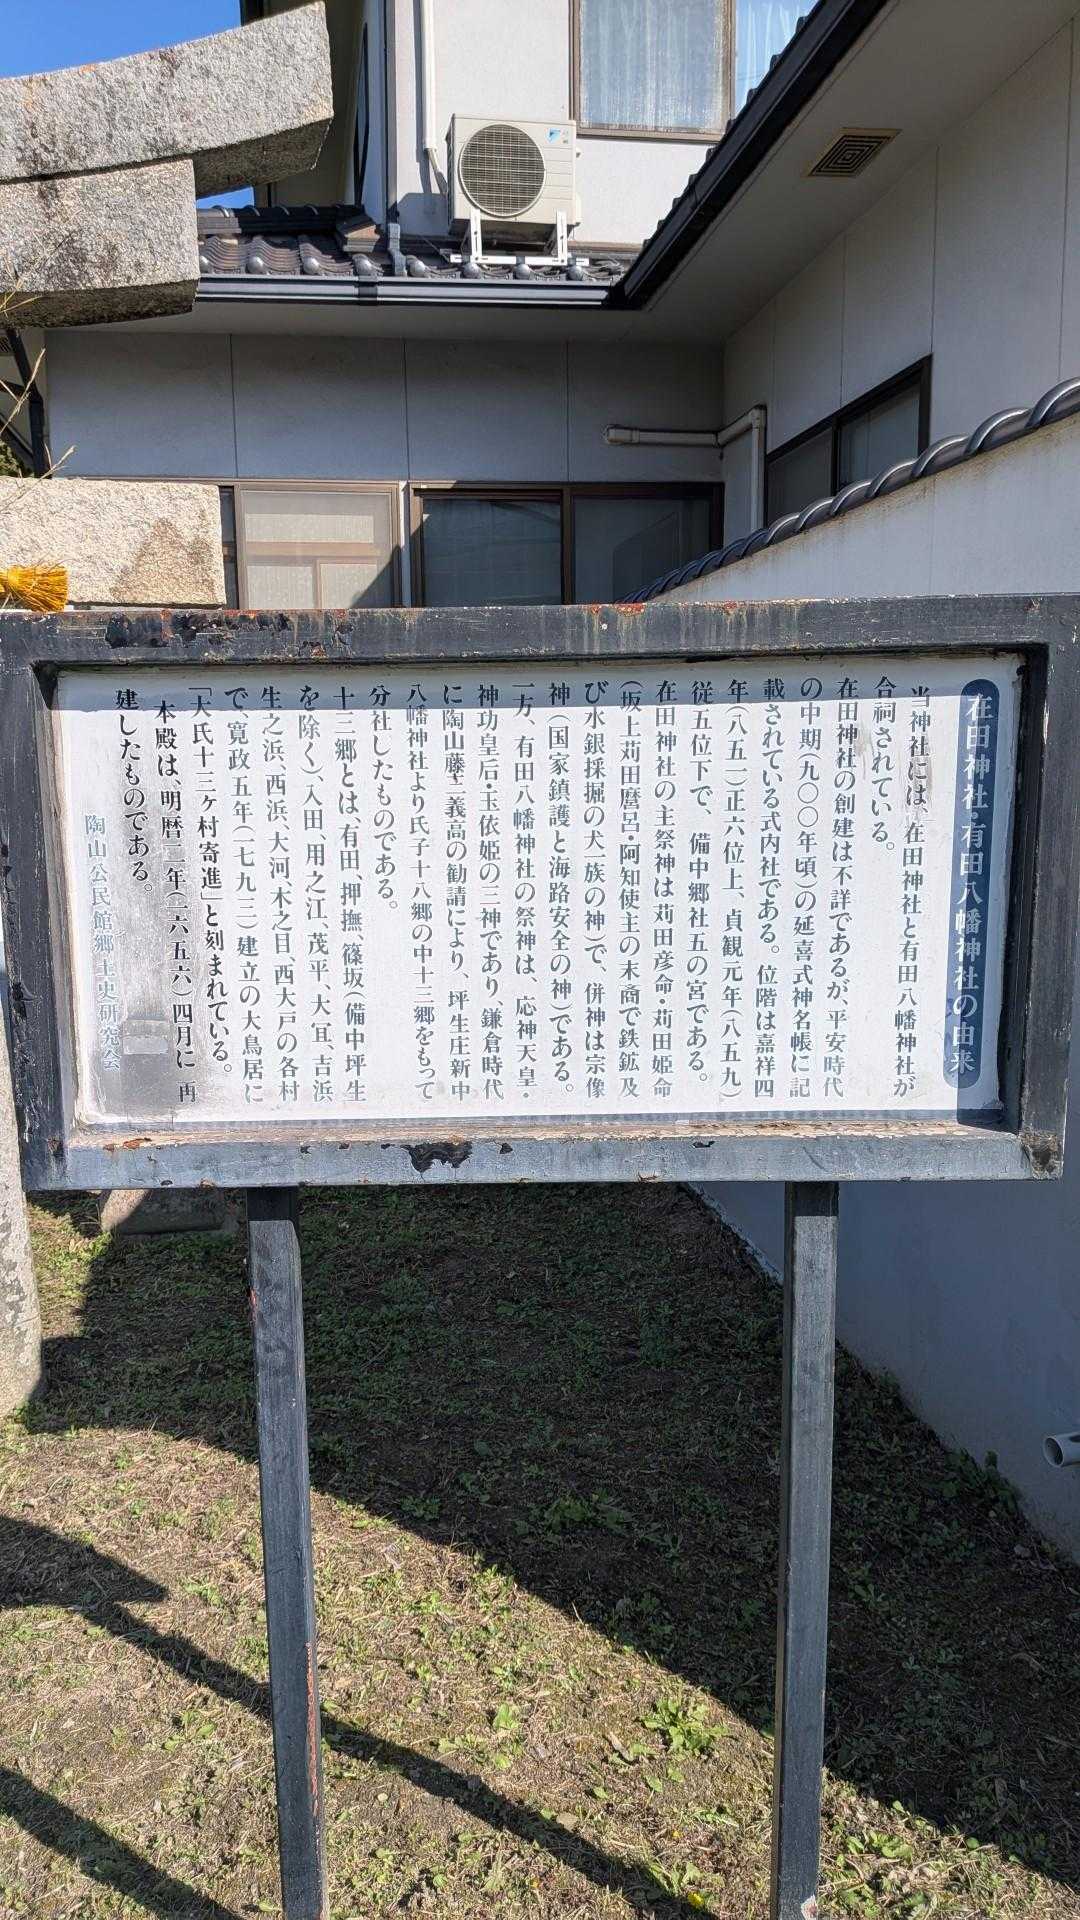 在田神社・有田八幡神社の由来
当神社には、在田神社と有田八幡神社が
合祠されている。
在田神社の創建は不詳であるが、平安時代
の中期(九〇〇年頃)の延喜式神名帳に記
載されている式内社である。位階は嘉祥四
年(八五一)正六位上、貞観元年(八五九)
従五位下で、備中郷社五の宮である。
在田神社の主祭神は苅田彦命・苅田姫命
(坂上苅田麿呂・阿知使主の末裔で鉄鉱及
び水銀採掘の犬一族の神)で、併神は宗像
神(国家鎮護と海路安全の神)である。
一方、有田八幡神社の祭神は、応神天皇・
神功皇后・玉依姫の三神であり、鎌倉時代
に陶山藤三義高の勧請により、坪生庄新中
八幡神社より氏子十八郷の中十三郷をもって
分社したものである。
十三郷とは、有田、押撫、篠坂(備中坪生
を除く)、入田、用之江、茂平、大冝、吉浜
生之浜、西浜、大河、木之目、西大戸の各村
で、寛政五年(一七九三)建立の大鳥居に
「大氏十三ヶ村寄進」と刻まれている。
本殿は、明暦二年(一六五六)四月に 再
建したものである。
陶山公民館郷土史研究会